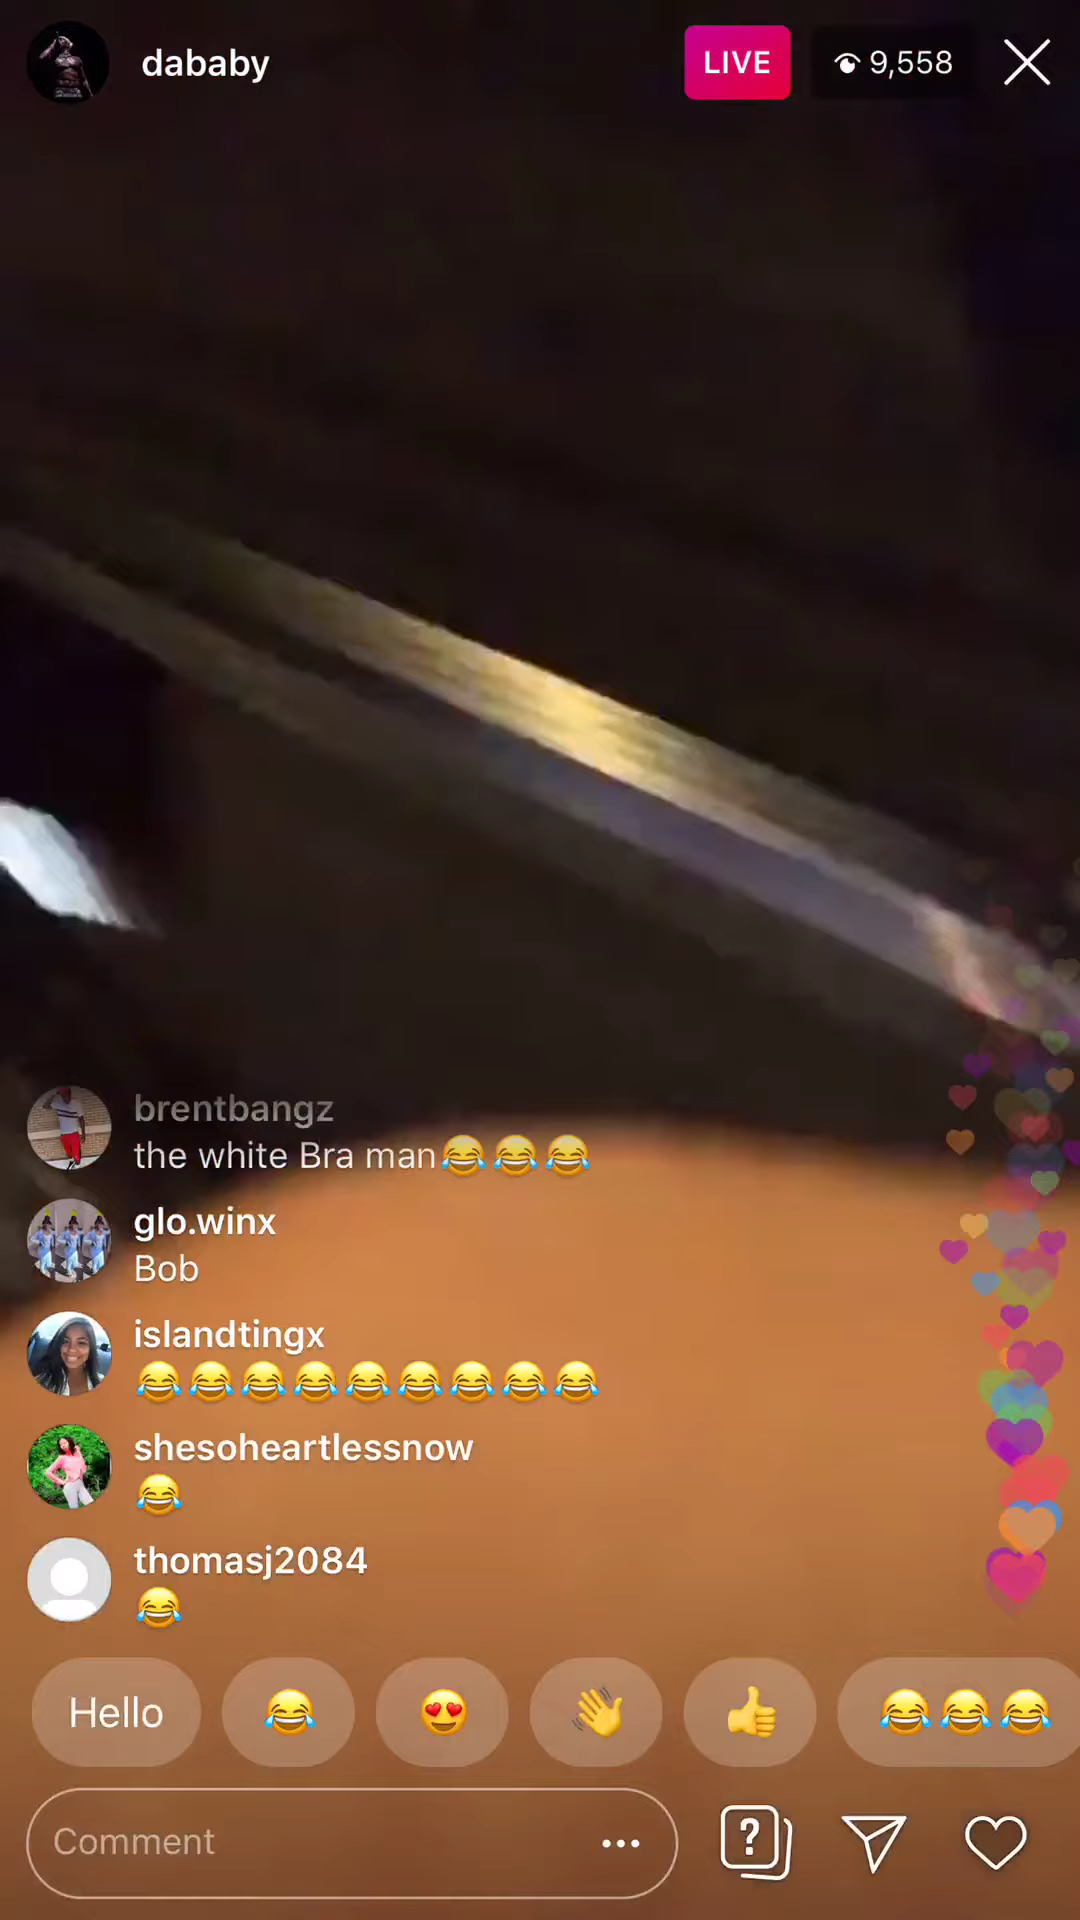 dababy
LIVE
9,558
brentbangz
the white Bra man😂😂😂
glo.winx
Bob
islandtingx
😂😂😂😂😂😂😂😂😂
shesoheartlessnow
😂
thomasj2084
😂
Hello 😂 😍 👋 👍 😂😂😂
Comment ...
?